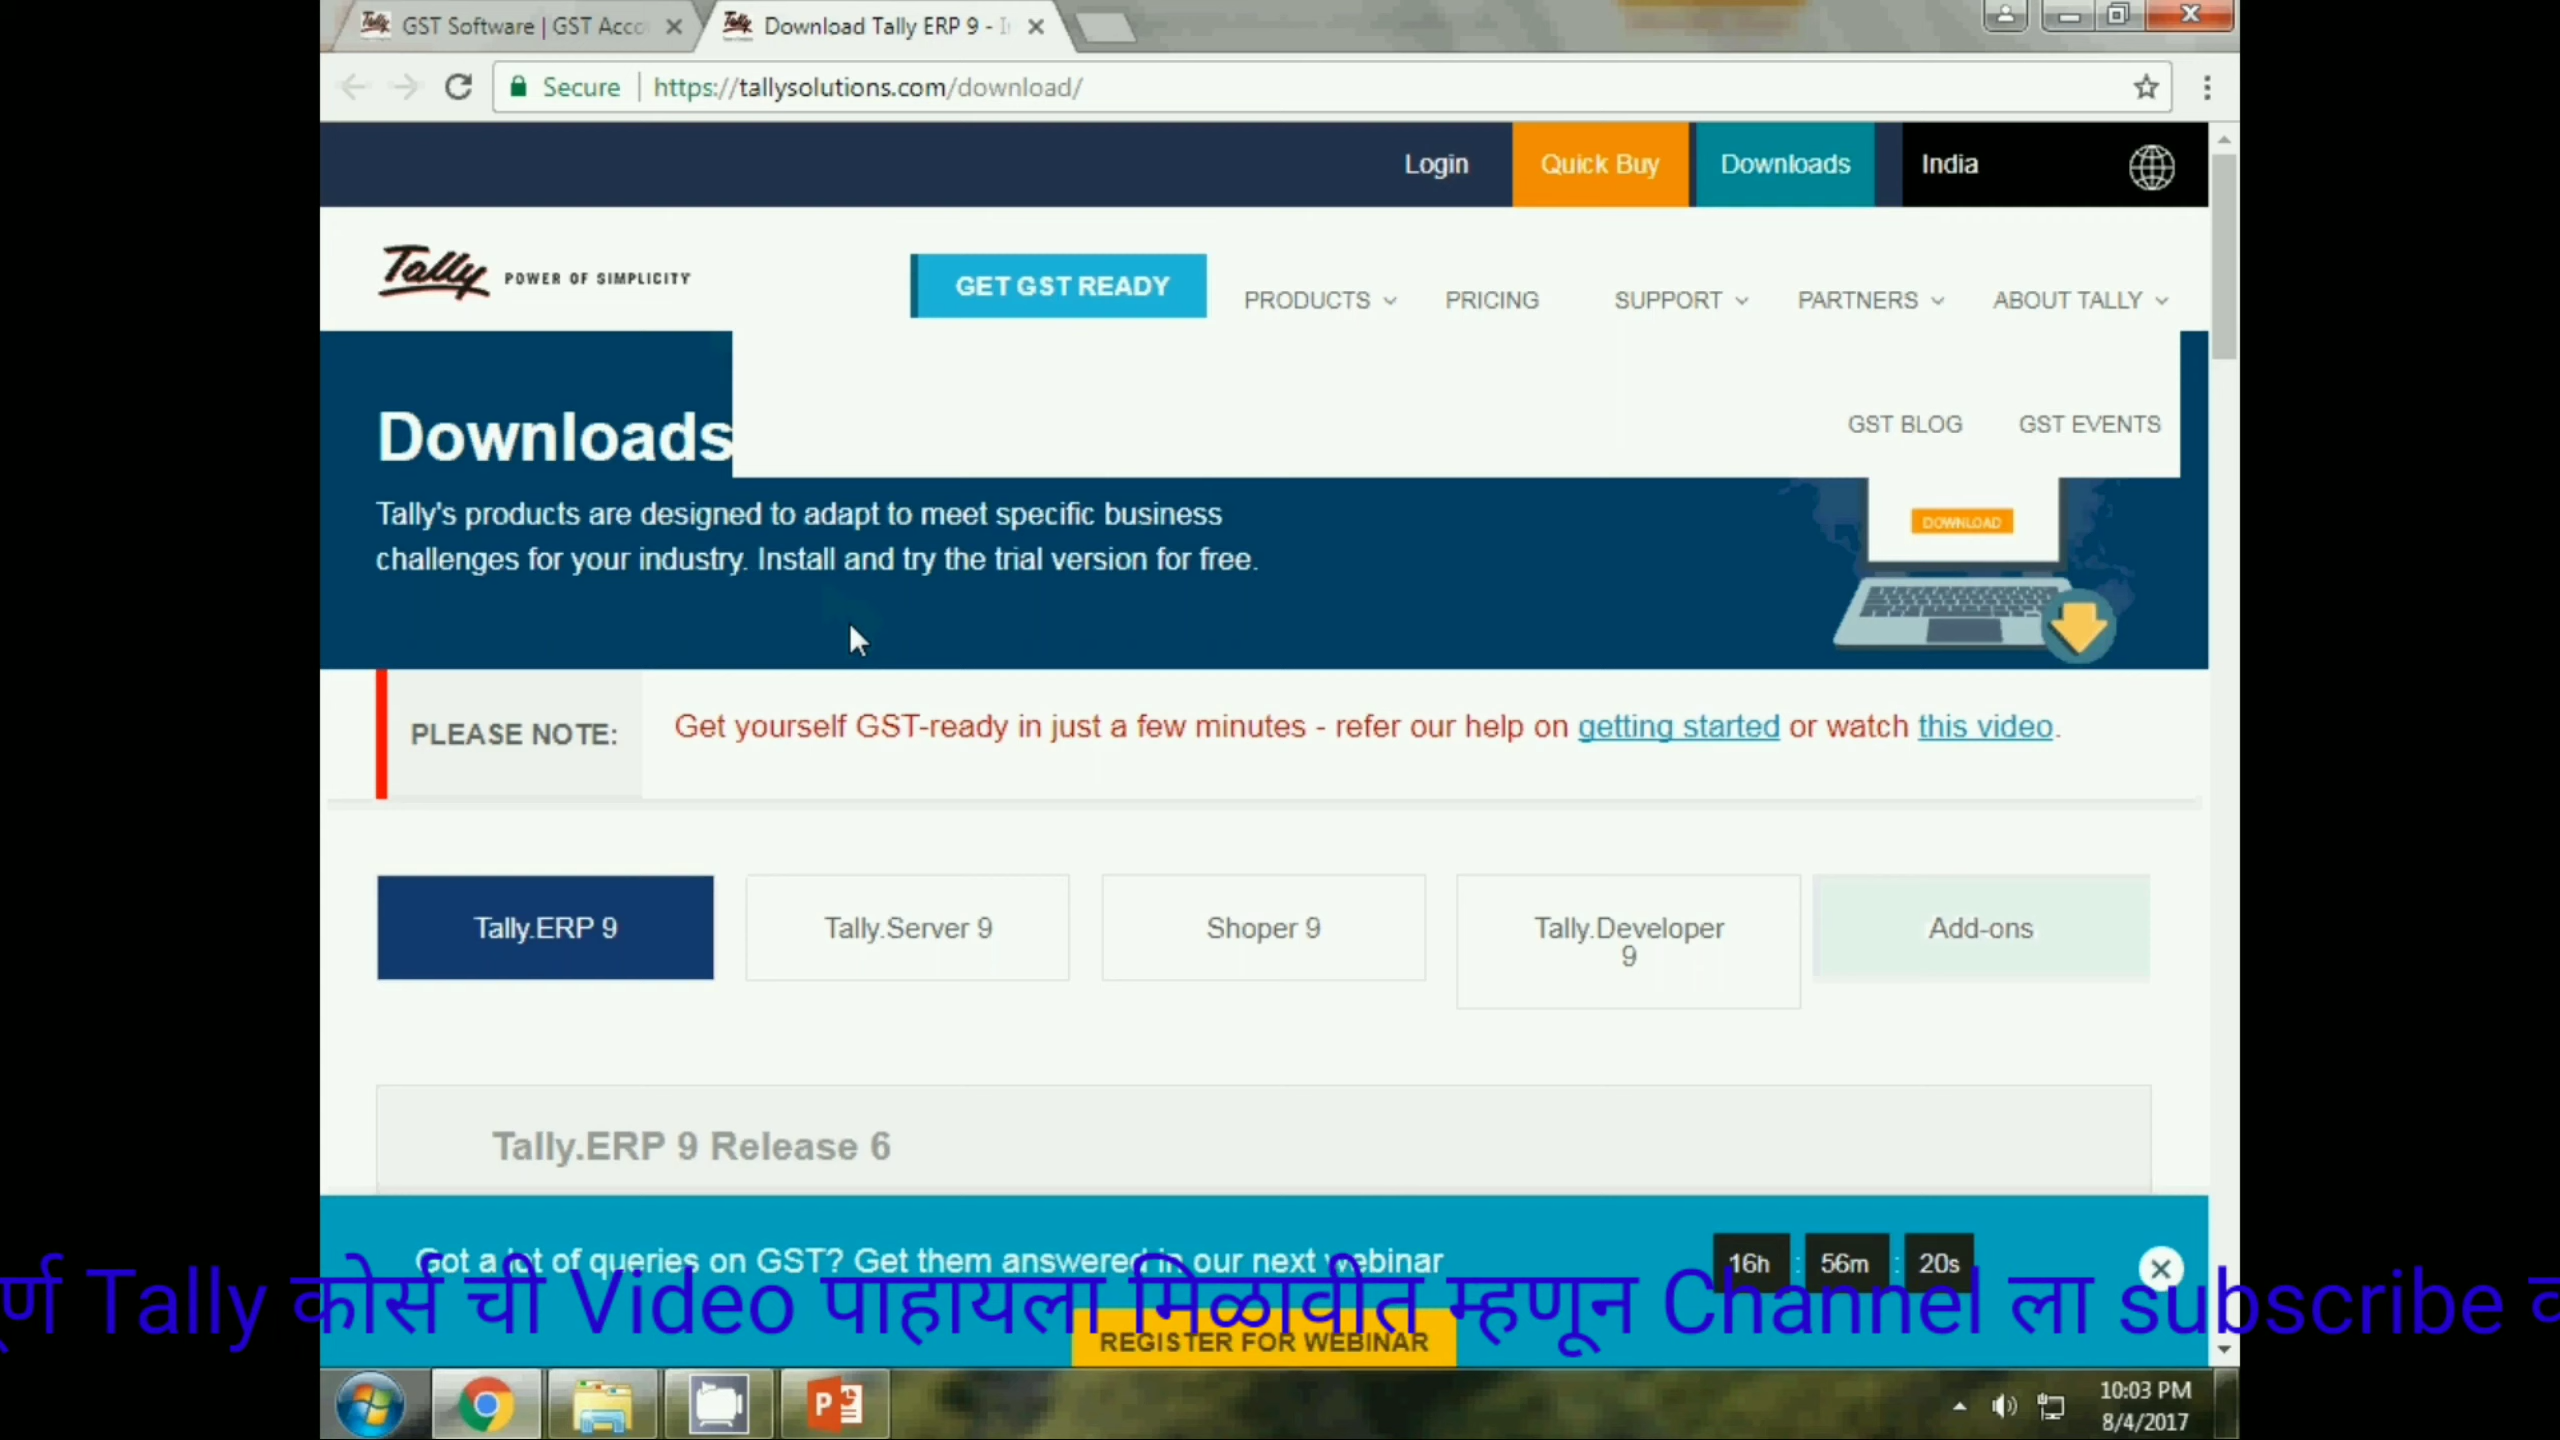 GST Software | GST Acco
Download Tally ERP 9 - I
Secure
https://tallysolutions.com/download/
Login
Quick Buy
Downloads
India
Tally POWER OF SIMPLICITY
GET GST READY
PRODUCTS
PRICING
SUPPORT
PARTNERS
ABOUT TALLY
GST BLOG
GST EVENTS
Downloads
Tally's products are designed to adapt to meet specific business
challenges for your industry. Install and try the trial version for free.
DOWNLOAD
PLEASE NOTE:
Get yourself GST-ready in just a few minutes - refer our help on getting started or watch this video.
Tally.ERP 9
Tally.Server 9
Shoper 9
Tally.Developer
9
Add-ons
Tally.ERP 9 Release 6
Got a lot of queries on GST? Get them answered in our next webinar
16h : 56m : 20s
Tally कोर्स ची Video पाहायला मिळावीत म्हणून Channel ला subscribe
REGISTER FOR WEBINAR
10:03 PM
8/4/2017